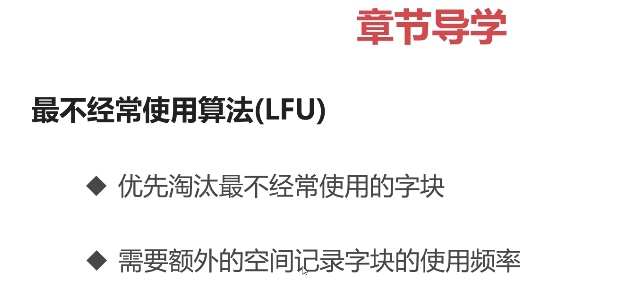 章节导学
最不经常使用算法(LFU)
◆ 优先淘汰最不经常使用的字块
◆ 需要额外的空间记录字块的使用频率